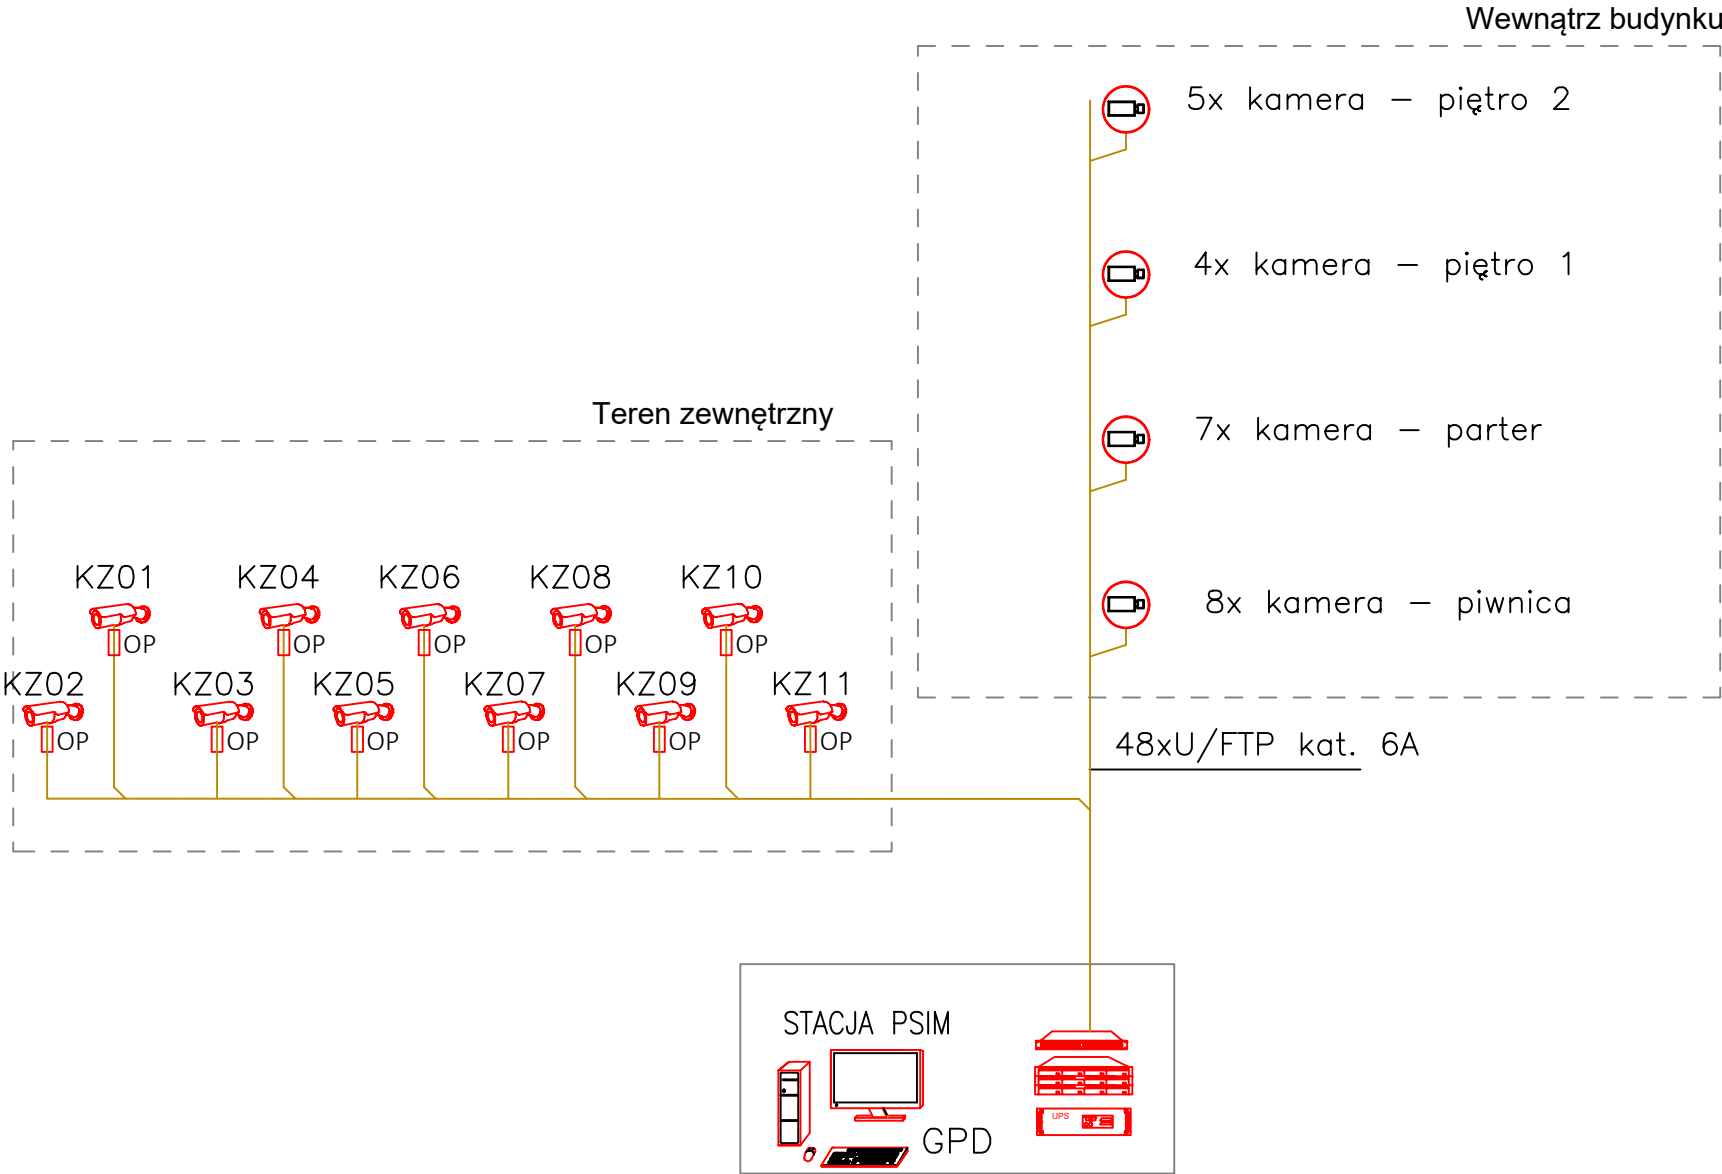 Wewnątrz budynku
5x kamera – piętro 2
4x kamera – piętro 1
Teren zewnętrzny
7x kamera – parter
KZ01 KZ04 KZ06 KZ08 KZ10
8x kamera – piwnica
OP OP OP OP OP
KZ02 KZ03 KZ05 KZ07 KZ09 KZ11
OP OP OP OP OP OP
48xU/FTP kat. 6A
STACJA PSIM
UPS
GPD